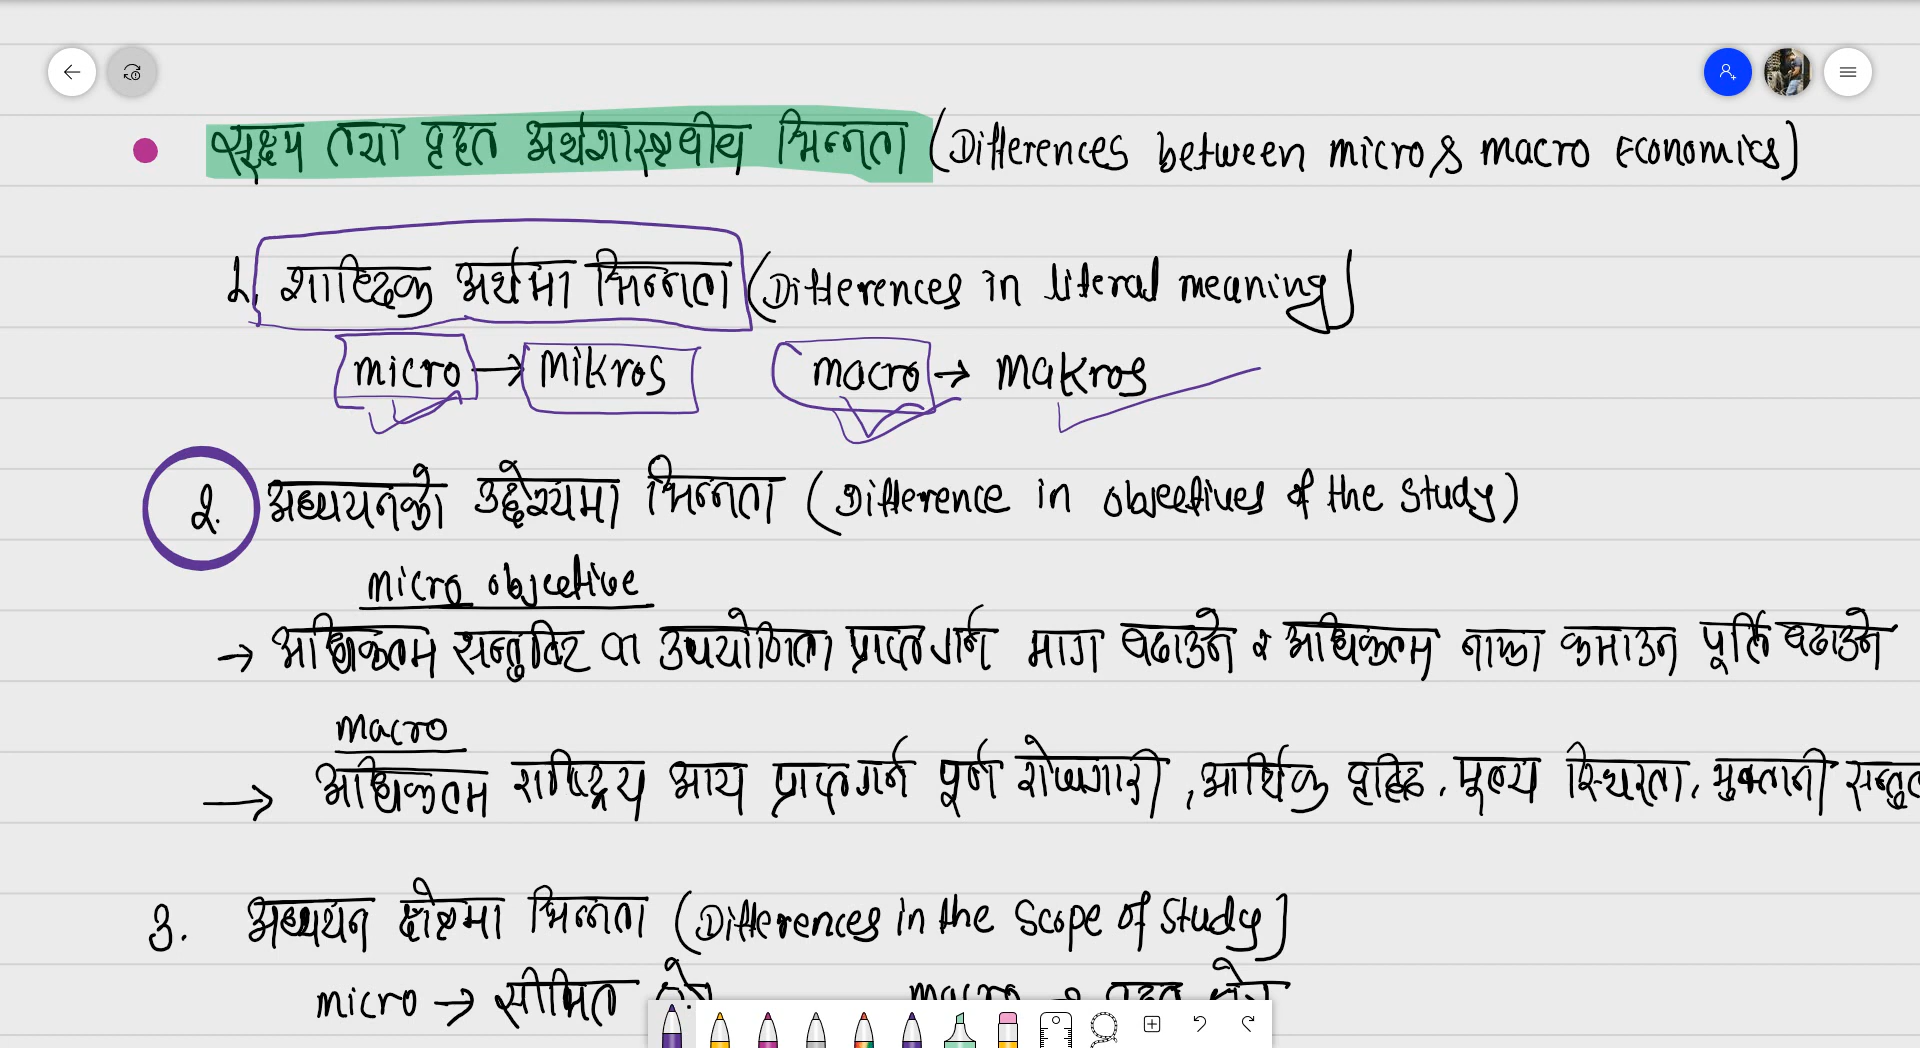 सूक्ष्म तथा वृहत अर्थशास्त्रवीच भिन्नता (Differences between micro & macro Economics)
1. शाब्दिक अर्थमा भिन्नता (Differences in literal meaning)
micro → Mikros macro → Makros
2. अध्ययनको उद्देश्यमा भिन्नता (Difference in objectives of the study)
micro objective
→ अधिकतम सन्तुष्टि वा उपयोगिता प्राप्त गर्न माग बढाउने र अधिकतम नाफा कमाउन पूर्ति बढाउने
macro
→ अधिकतम राष्ट्रिय आय प्राप्त गर्न पूर्ण रोजगारी, आर्थिक वृद्धि, मूल्य स्थिरता, भुक्तानी
3. अध्ययन क्षेत्रमा भिन्नता (Differences in the scope of study)
micro → सीमित क्षेत्र macro → वृहत क्षेत्र